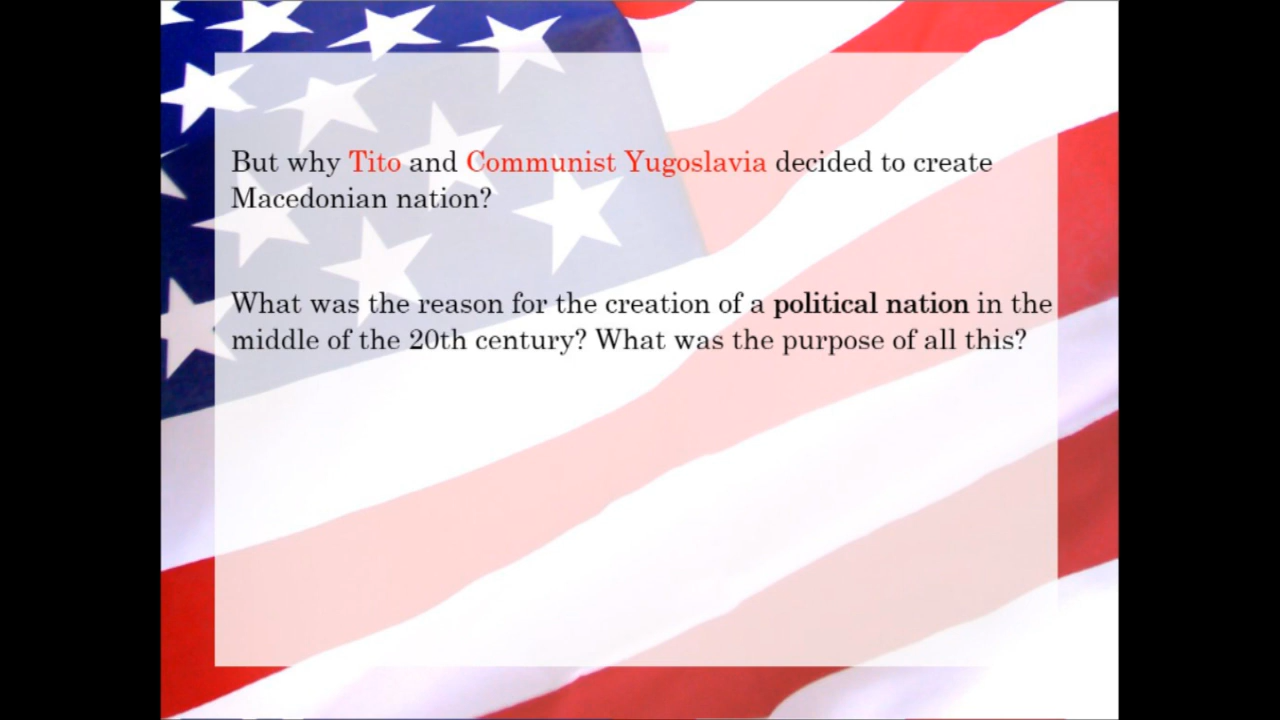 But why Tito and Communist Yugoslavia decided to create
Macedonian nation?
What was the reason for the creation of a political nation in the
middle of the 20th century? What was the purpose of all this?